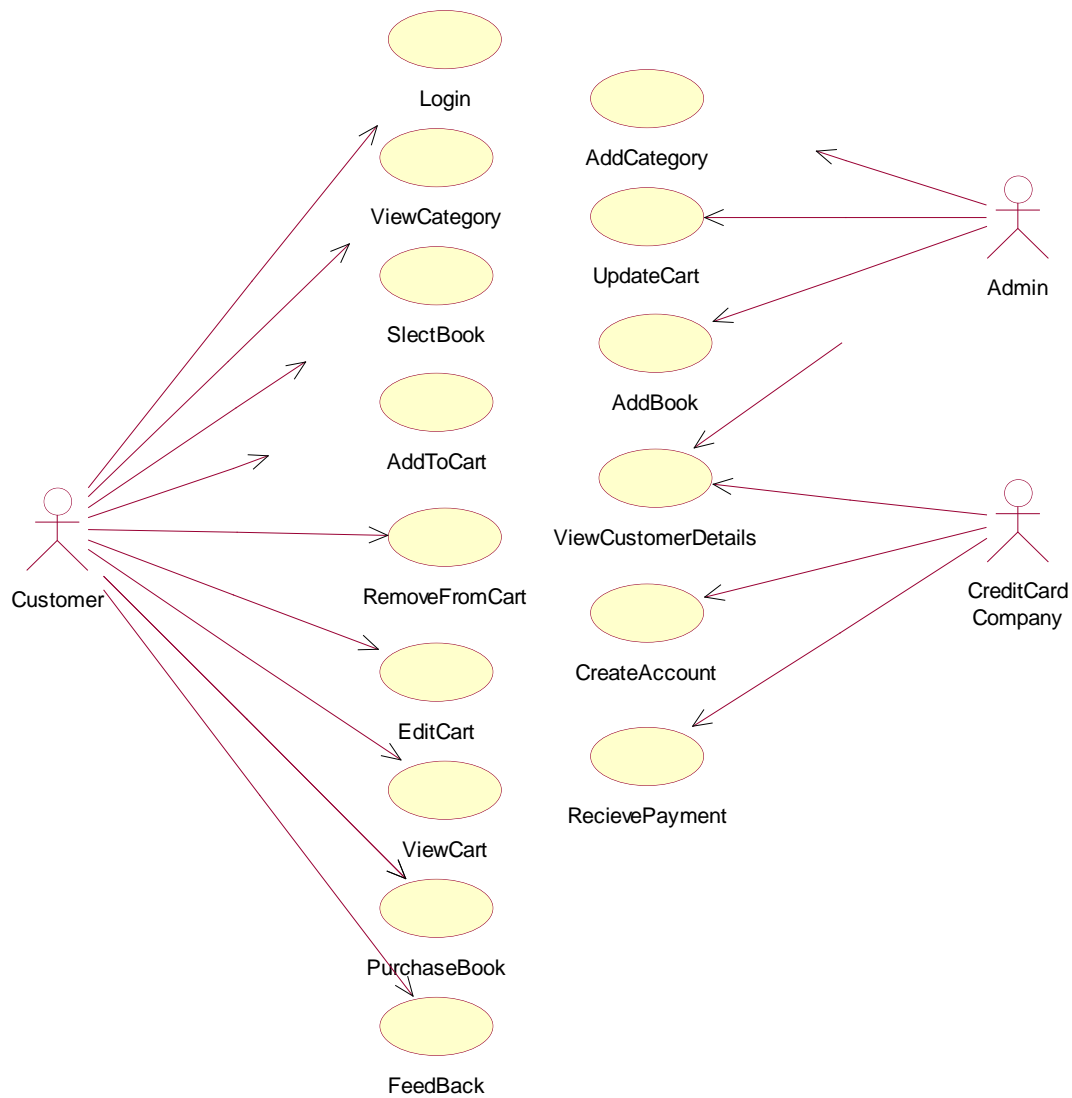 Login
ViewCategory
SlectBook
AddToCart
RemoveFromCart
EditCart
ViewCart
PurchaseBook
FeedBack
Customer
AddCategory
UpdateCart
AddBook
ViewCustomerDetails
CreateAccount
RecievePayment
Admin
CreditCard
Company